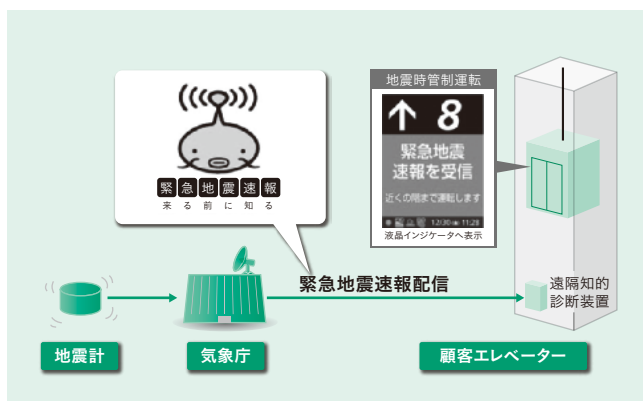 地震時管制運転
↑ 8
緊急地震
速報を受信
近くの階まで運転します
12/30 11:28
液晶インジケータへ表示
緊急地震速報
来る前に知る
緊急地震速報配信
遠隔知的
診断装置
地震計
気象庁
顧客エレベーター